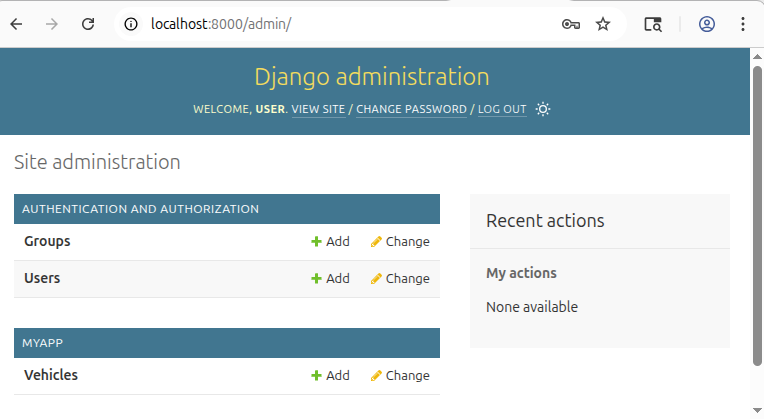 localhost:8000/admin/
Django administration
WELCOME, USER. VIEW SITE / CHANGE PASSWORD / LOG OUT
Site administration
AUTHENTICATION AND AUTHORIZATION
Groups Add Change
Users Add Change
MYAPP
Vehicles Add Change
Recent actions
My actions
None available